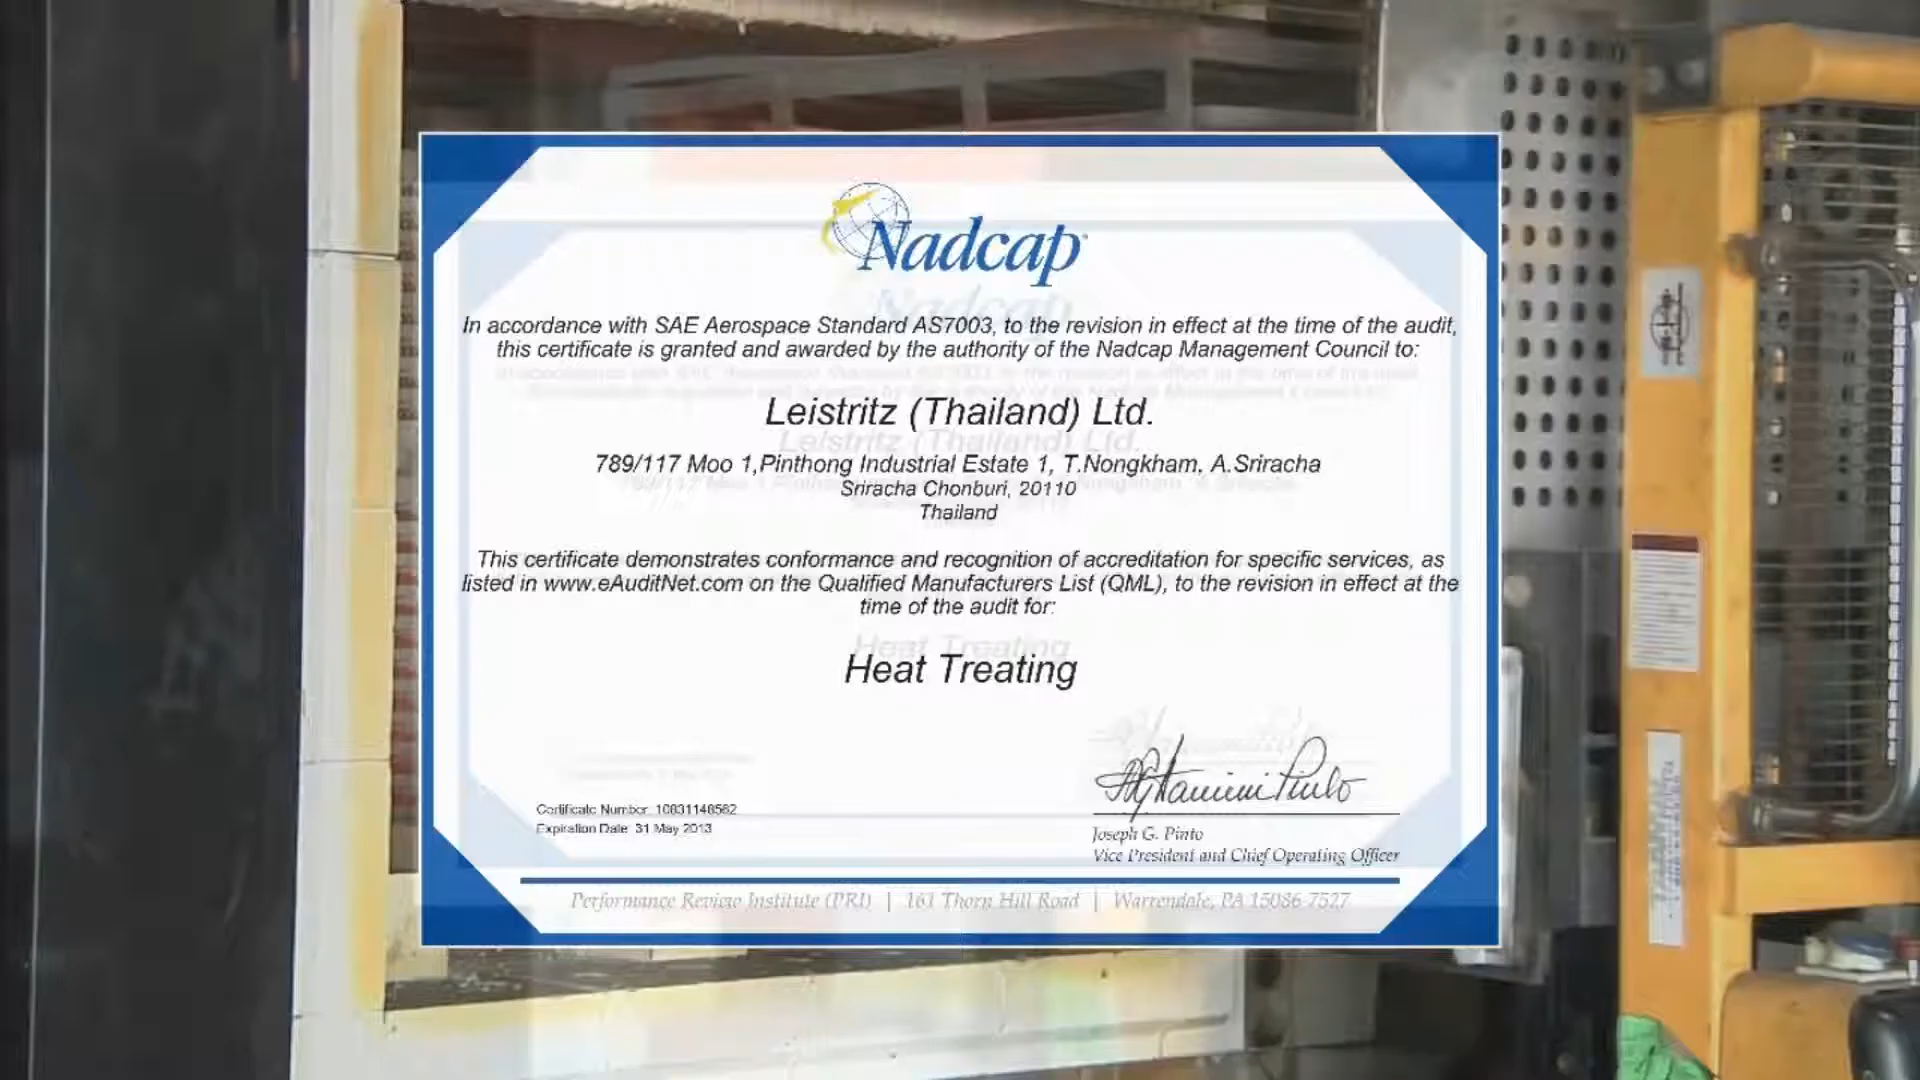 Nadcap
In accordance with SAE Aerospace Standard AS7003, to the revision in effect at the time of the audit,
this certificate is granted and awarded by the authority of the Nadcap Management Council to:
Leistritz (Thailand) Ltd.
789/117 Moo 1,Pinthong Industrial Estate 1, T.Nongkham, A.Sriracha
Sriracha Chonburi, 20110
Thailand
This certificate demonstrates conformance and recognition of accreditation for specific services, as
listed in www.eAuditNet.com on the Qualified Manufacturers List (QML), to the revision in effect at the
time of the audit for:
Heat Treating
Certificate Number: 10831148562
Expiration Date: 31 May 2013
Joseph G. Pinto
Vice President and Chief Operating Officer
Performance Review Institute (PRI) | 161 Thorn Hill Road | Warrendale, PA 15086-7527